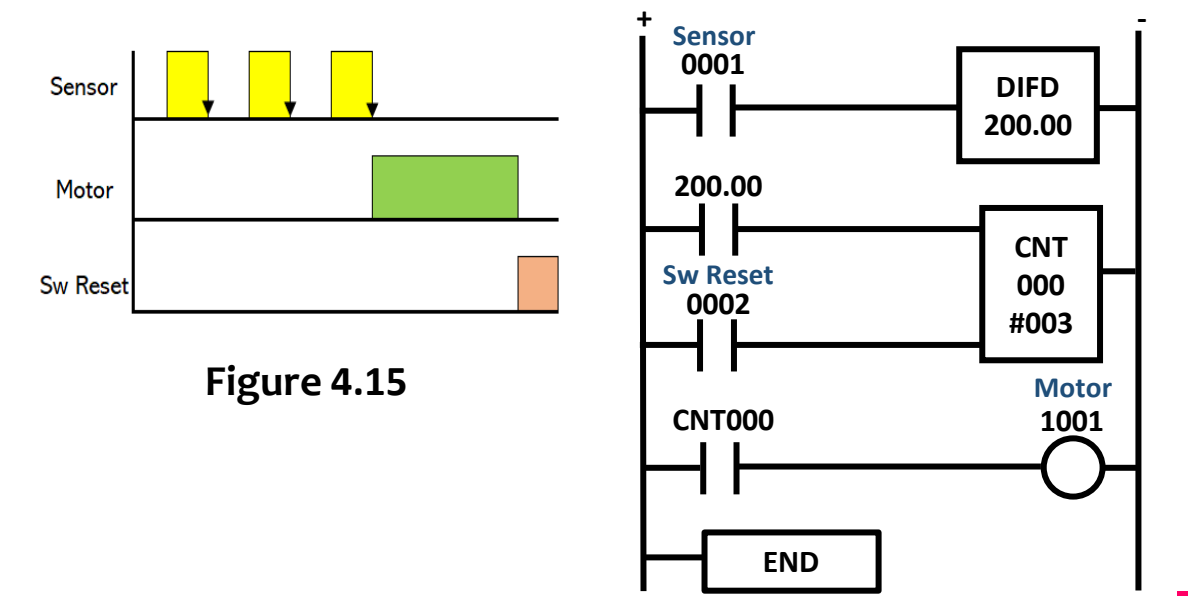 Sensor
Motor
Sw Reset
Figure 4.15
+
-
Sensor
0001
DIFD
200.00
200.00
CNT
000
#003
Sw Reset
0002
Motor
1001
CNT000
END